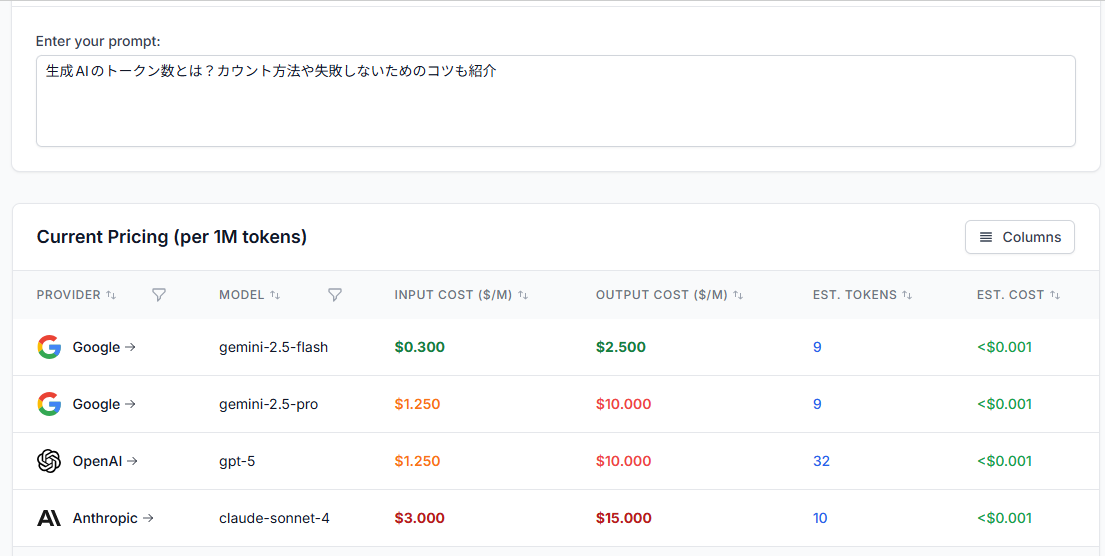 Enter your prompt:
生成AIのトークン数とは？カウント方法や失敗しないためのコツも紹介
Current Pricing (per 1M tokens)
Columns
PROVIDER MODEL INPUT COST ($/M) OUTPUT COST ($/M) EST. TOKENS EST. COST
Google → gemini-2.5-flash $0.300 $2.500 9 <$0.001
Google → gemini-2.5-pro $1.250 $10.000 9 <$0.001
OpenAI → gpt-5 $1.250 $10.000 32 <$0.001
Anthropic → claude-sonnet-4 $3.000 $15.000 10 <$0.001